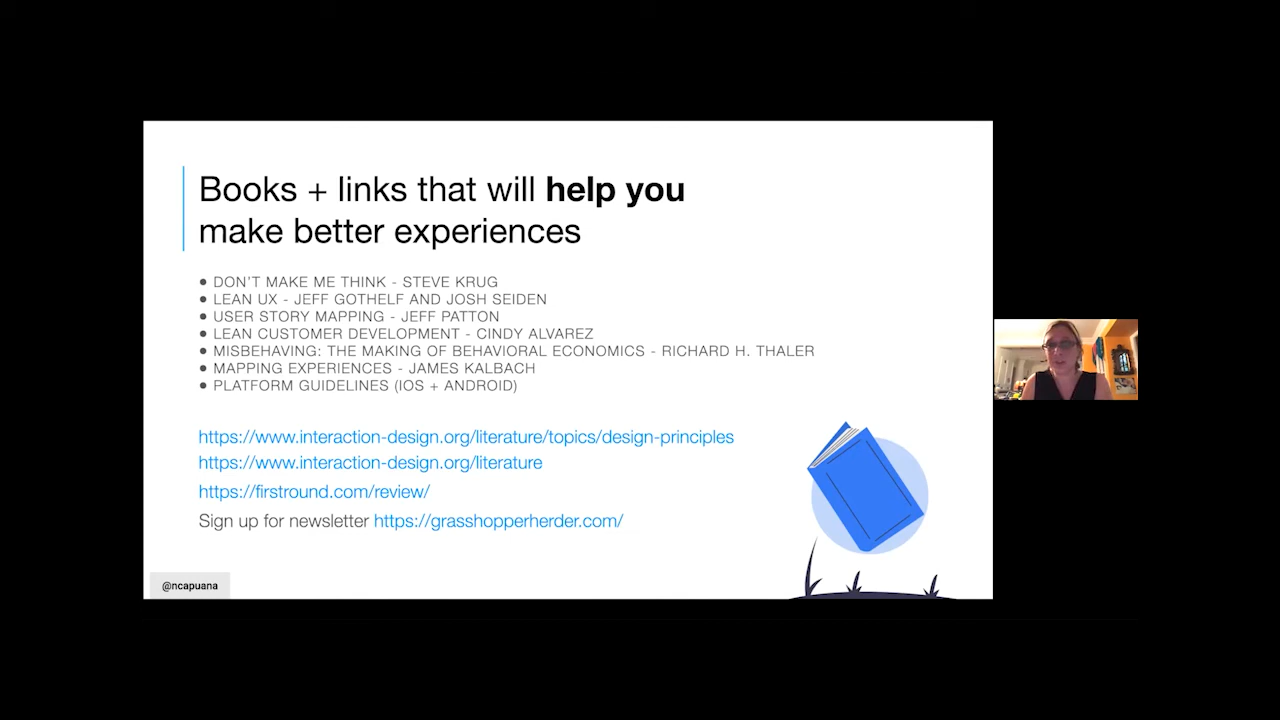 Books + links that will help you
make better experiences
● DON'T MAKE ME THINK - STEVE KRUG
● LEAN UX - JEFF GOTHELF AND JOSH SEIDEN
● USER STORY MAPPING - JEFF PATTON
● LEAN CUSTOMER DEVELOPMENT - CINDY ALVAREZ
● MISBEHAVING: THE MAKING OF BEHAVIORAL ECONOMICS - RICHARD H. THALER
● MAPPING EXPERIENCES - JAMES KALBACH
● PLATFORM GUIDELINES (IOS + ANDROID)
https://www.interaction-design.org/literature/topics/design-principles
https://www.interaction-design.org/literature
https://firstround.com/review/
Sign up for newsletter https://grasshopperherder.com/
@ncapuana